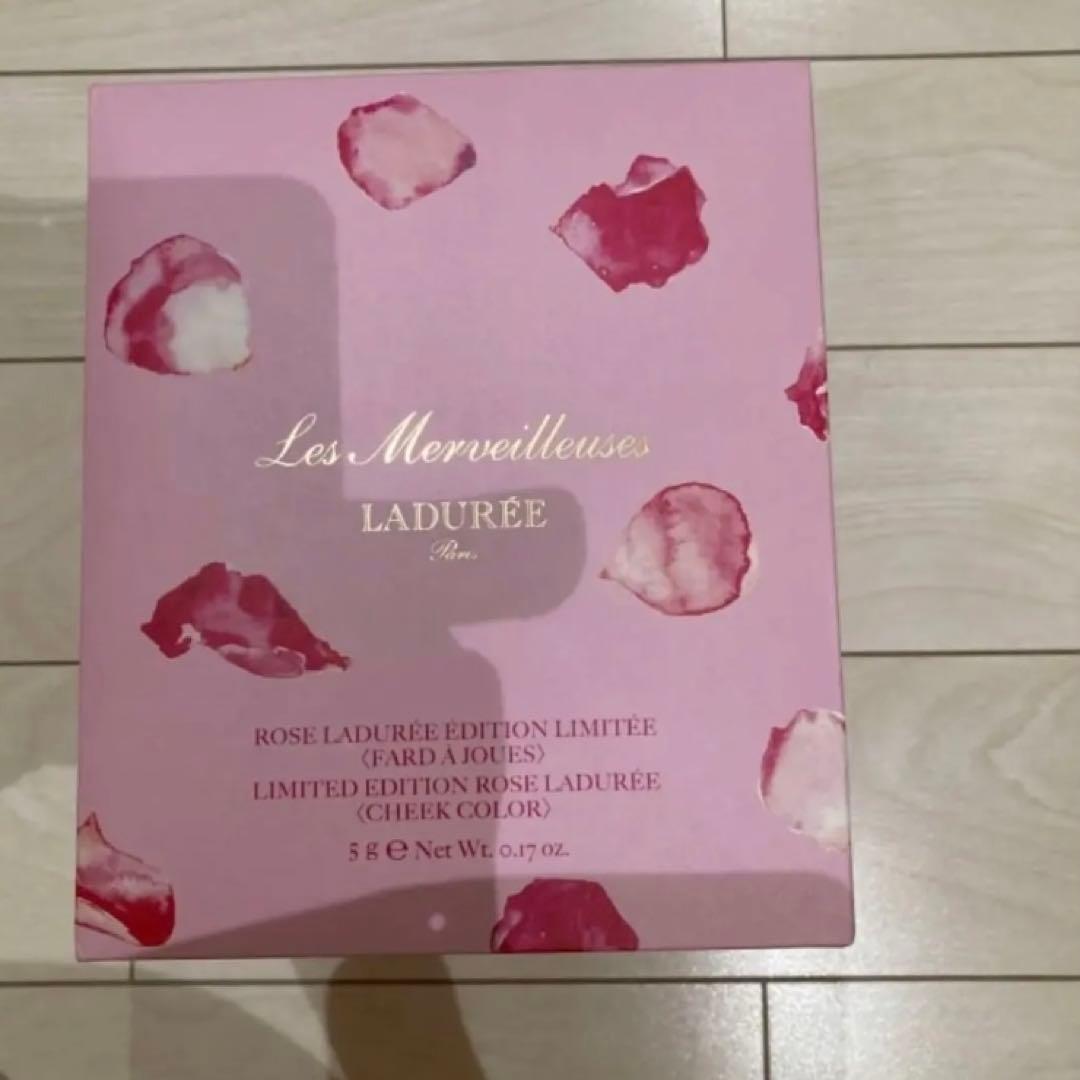 Les Merveilleuses
LADURÉE
Paris
ROSE LADURÉE ÉDITION LIMITÉE
〈FARD À JOUES〉
LIMITED EDITION ROSE LADURÉE
〈CHEEK COLOR〉
5 g ℮ Net Wt. 0.17 oz.